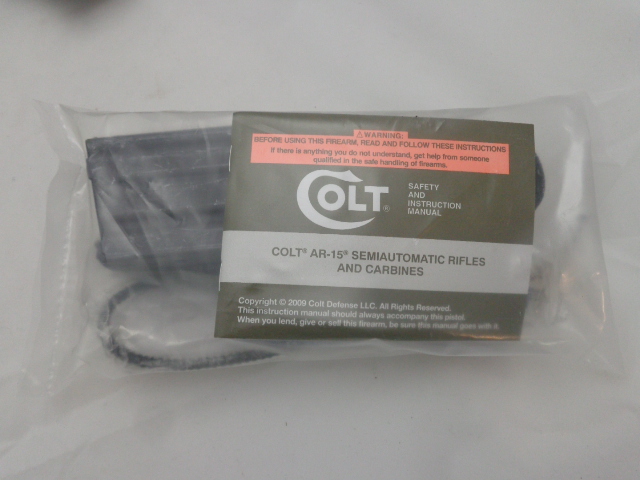 ⚠WARNING:
BEFORE USING THIS FIREARM, READ AND FOLLOW THESE INSTRUCTIONS
If there is anything you do not understand, get help from someone
qualified in the safe handling of firearms.
COLT®
SAFETY
AND
INSTRUCTION
MANUAL
COLT® AR-15® SEMIAUTOMATIC RIFLES
AND CARBINES
Copyright © 2009 Colt Defense LLC. All Rights Reserved.
This instruction manual should always accompany this pistol.
When you lend, give or sell this firearm, be sure this manual goes with it.